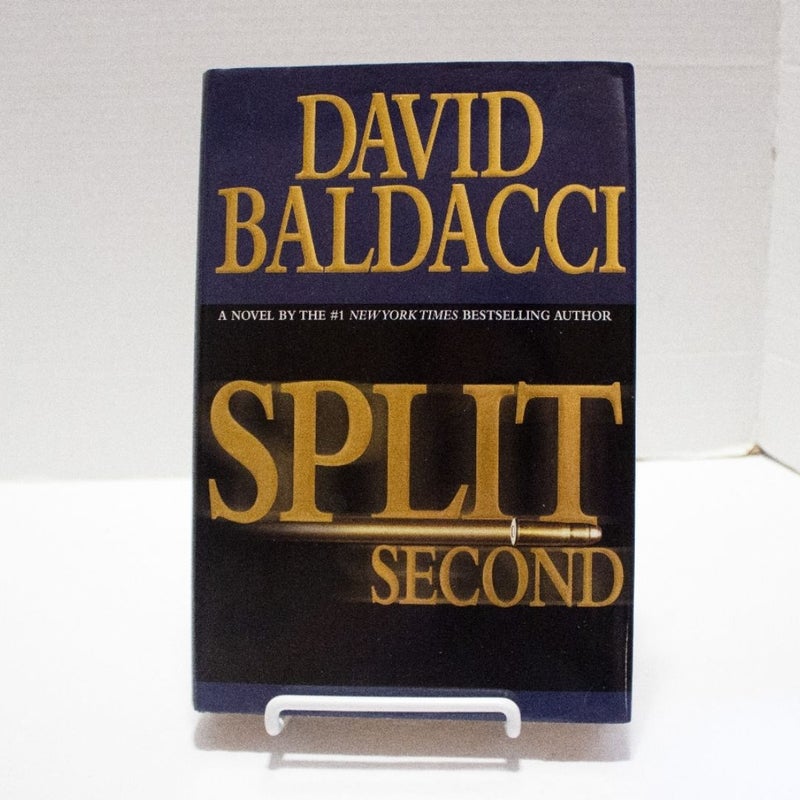 DAVID
BALDACCI
A NOVEL BY THE #1 NEW YORK TIMES BESTSELLING AUTHOR
SPLIT
SECOND